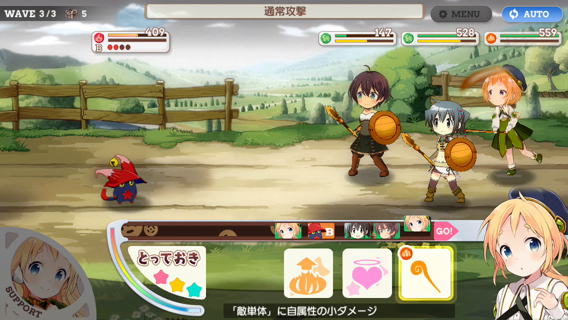 WAVE 3/3 5
通常攻撃
MENU
AUTO
409
B
147
528
559
B
GO!
とっておき
SUPPORT
「敵単体」に自属性の小ダメージ